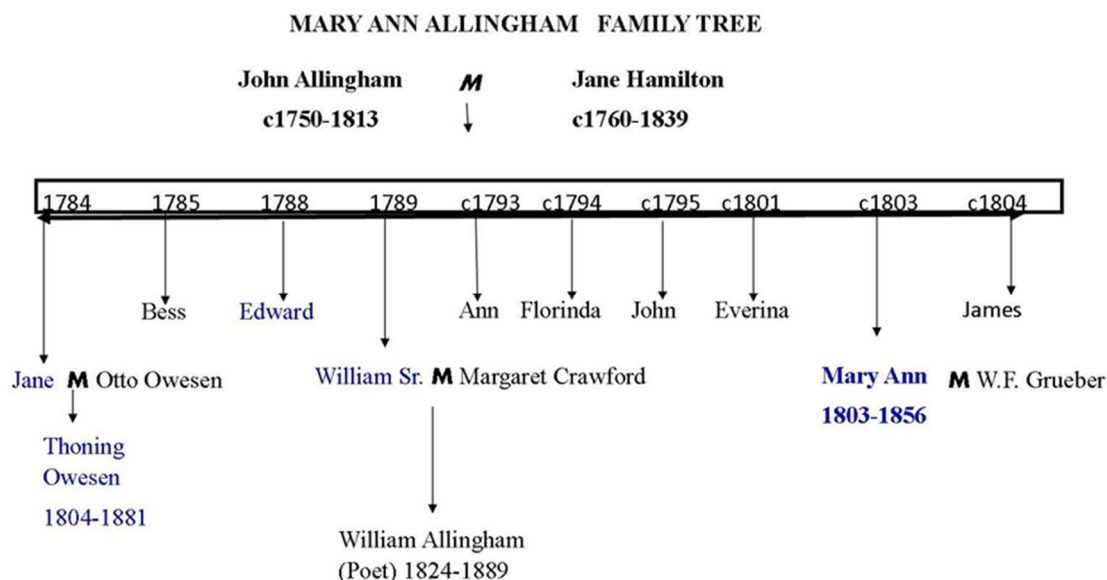 MARY ANN ALLINGHAM FAMILY TREE
John Allingham M Jane Hamilton
c1750-1813 c1760-1839
1784 1785 1788 1789 c1793 c1794 c1795 c1801 c1803 c1804
Bess Edward Ann Florinda John Everina James
Jane M Otto Owesen William Sr. M Margaret Crawford Mary Ann M W.F. Grueber
1803-1856
Thoning
Owesen
1804-1881
William Allingham
(Poet) 1824-1889